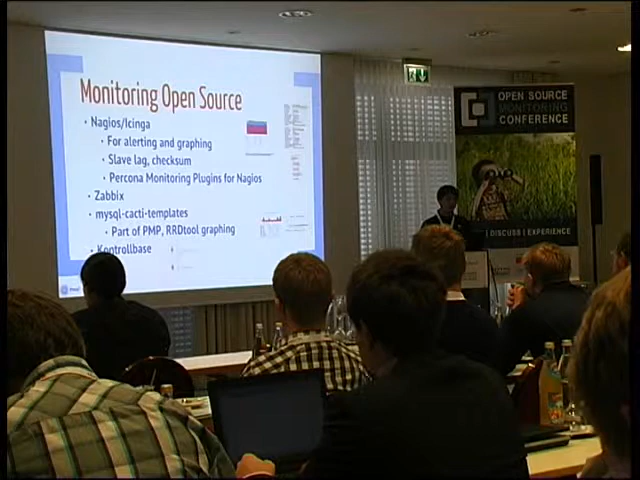 Monitoring Open Source
• Nagios/Icinga
• For alerting and graphing
• Slave lag, checksum
• Percona Monitoring Plugins for Nagios
• Zabbix
• mysql-cacti-templates
• Part of PMP, RRDtool graphing
• Kontrollbase
OPEN SOURCE
MONITORING
CONFERENCE
| DISCUSS | EXPERIENCE